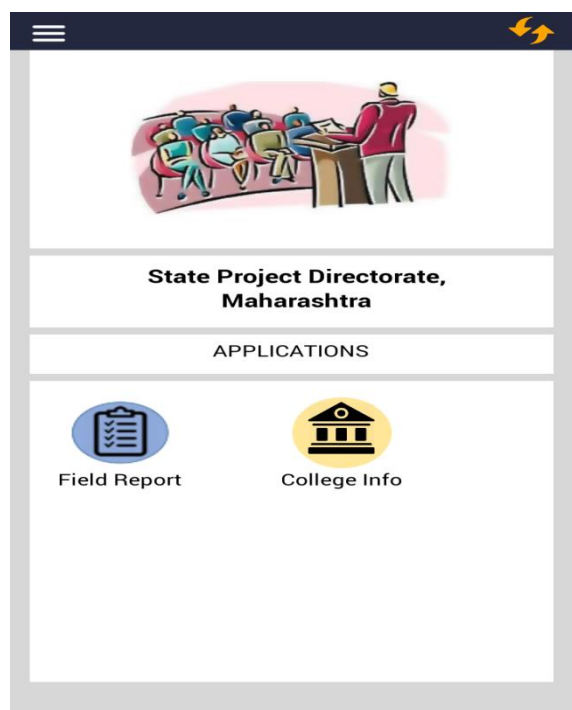 State Project Directorate,
Maharashtra
APPLICATIONS
Field Report
College Info